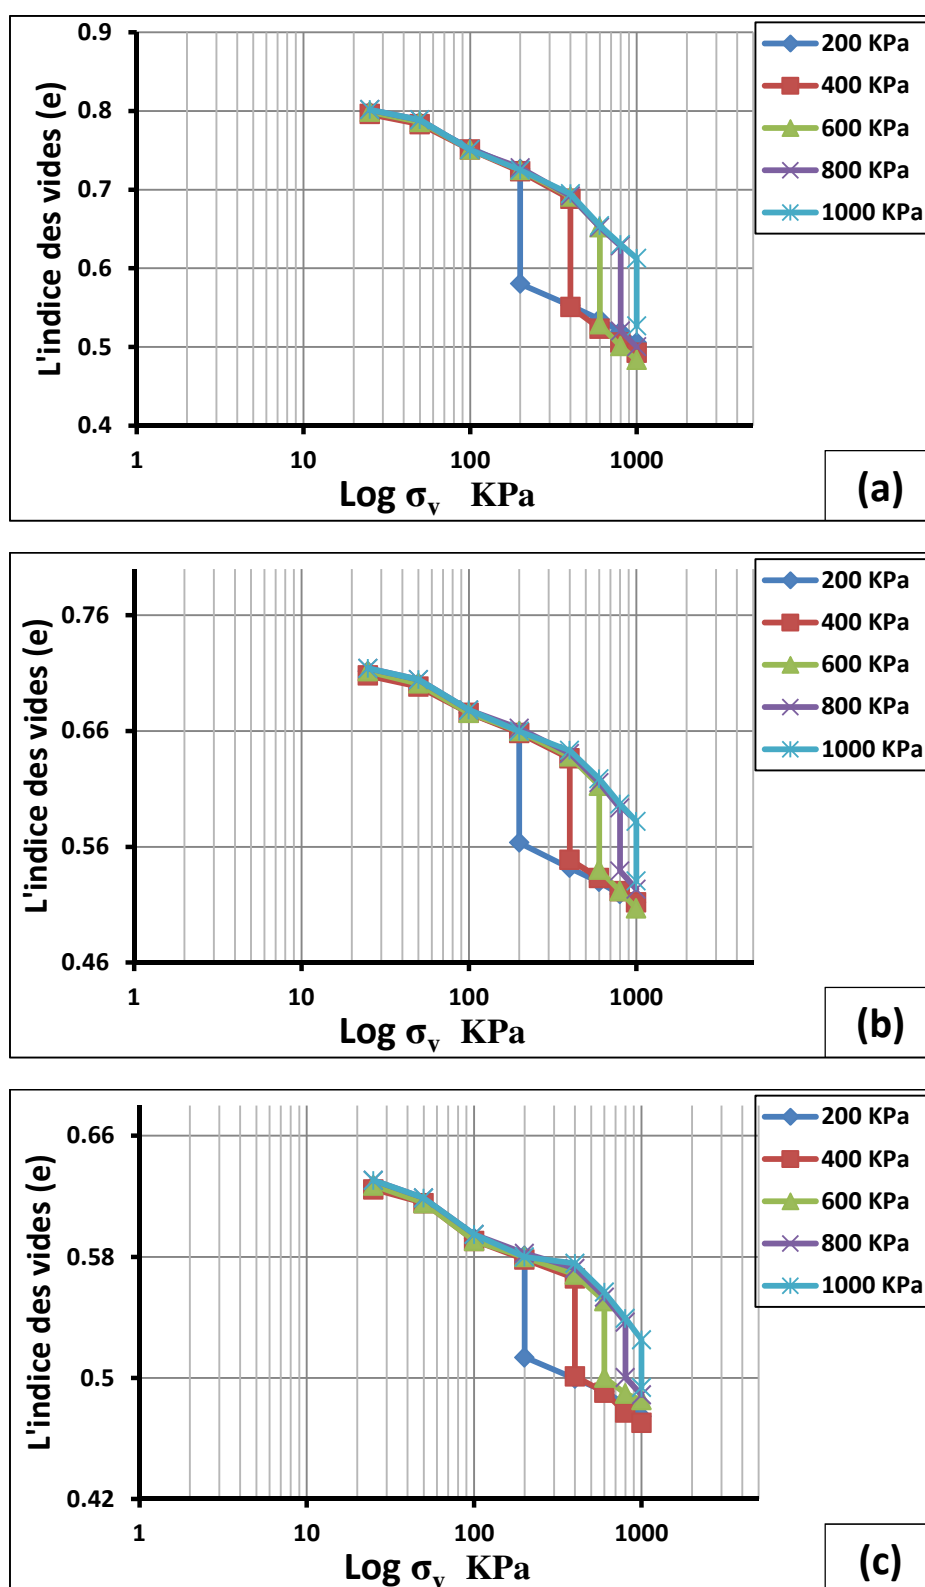 0.9
0.8
0.7
0.6
0.5
0.4
L'indice des vides (e)
1
10
100
1000
Log σv KPa
200 KPa
400 KPa
600 KPa
800 KPa
1000 KPa
(a)
0.76
0.66
0.56
0.46
L'indice des vides (e)
1
10
100
1000
Log σv KPa
200 KPa
400 KPa
600 KPa
800 KPa
1000 KPa
(b)
0.66
0.58
0.5
0.42
L'indice des vides (e)
1
10
100
1000
Log σv KPa
200 KPa
400 KPa
600 KPa
800 KPa
1000 KPa
(c)